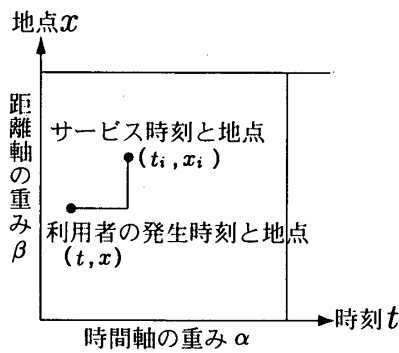 地点x
距離軸の重みβ
サービス時刻と地点
(ti,xi)
利用者の発生時刻と地点
(t,x)
時刻t
時間軸の重みα